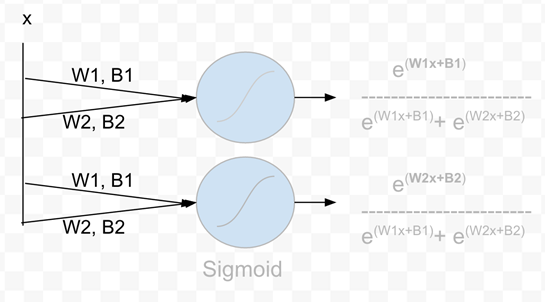 x
W1, B1
e(W1x+B1)
W2, B2
e(W1x+B1)+ e(W2x+B2)
W1, B1
e(W2x+B2)
W2, B2
e(W1x+B1)+ e(W2x+B2)
Sigmoid